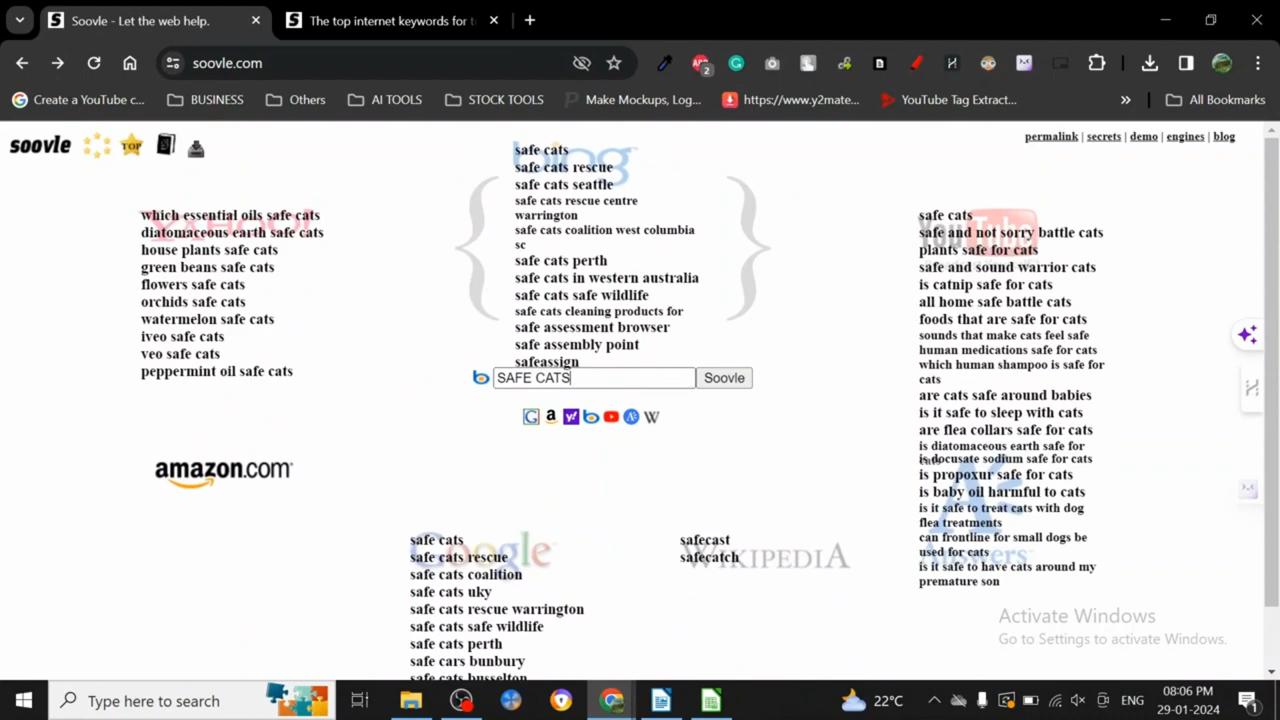 Soovle - Let the web help.
The top internet keywords for t
soovle.com
2
Create a YouTube c...
BUSINESS
Others
AI TOOLS
STOCK TOOLS
Make Mockups, Log...
https://www.y2mate...
YouTube Tag Extract...
All Bookmarks
soovle
TOP
permalink | secrets | demo | engines | blog
bing
safe cats
safe cats rescue
safe cats seattle
safe cats rescue centre
warrington
safe cats coalition west columbia
sc
safe cats perth
safe cats in western australia
safe cats safe wildlife
safe cats cleaning products for
safe assessment browser
safe assembly point
safeassign
YAHOO!
which essential oils safe cats
diatomaceous earth safe cats
house plants safe cats
green beans safe cats
flowers safe cats
orchids safe cats
watermelon safe cats
iveo safe cats
veo safe cats
peppermint oil safe cats
YouTube
safe cats
safe and not sorry battle cats
plants safe for cats
safe and sound warrior cats
is catnip safe for cats
all home safe battle cats
foods that are safe for cats
sounds that make cats feel safe
human medications safe for cats
which human shampoo is safe for
cats
are cats safe around babies
is it safe to sleep with cats
are flea collars safe for cats
is diatomaceous earth safe for
cats
is docusate sodium safe for cats
is propoxur safe for cats
is baby oil harmful to cats
is it safe to treat cats with dog
flea treatments
can frontline for small dogs be
used for cats
is it safe to have cats around my
premature son
Answers
SAFE CATS
Soovle
amazon.com
Google
safe cats
safe cats rescue
safe cats coalition
safe cats uky
safe cats rescue warrington
safe cats safe wildlife
safe cats perth
safe cars bunbury
safe cats busselton
WIKIPEDIA
safecast
safecatch
Activate Windows
Go to Settings to activate Windows.
Type here to search
22°C
ENG
08:06 PM
29-01-2024
1